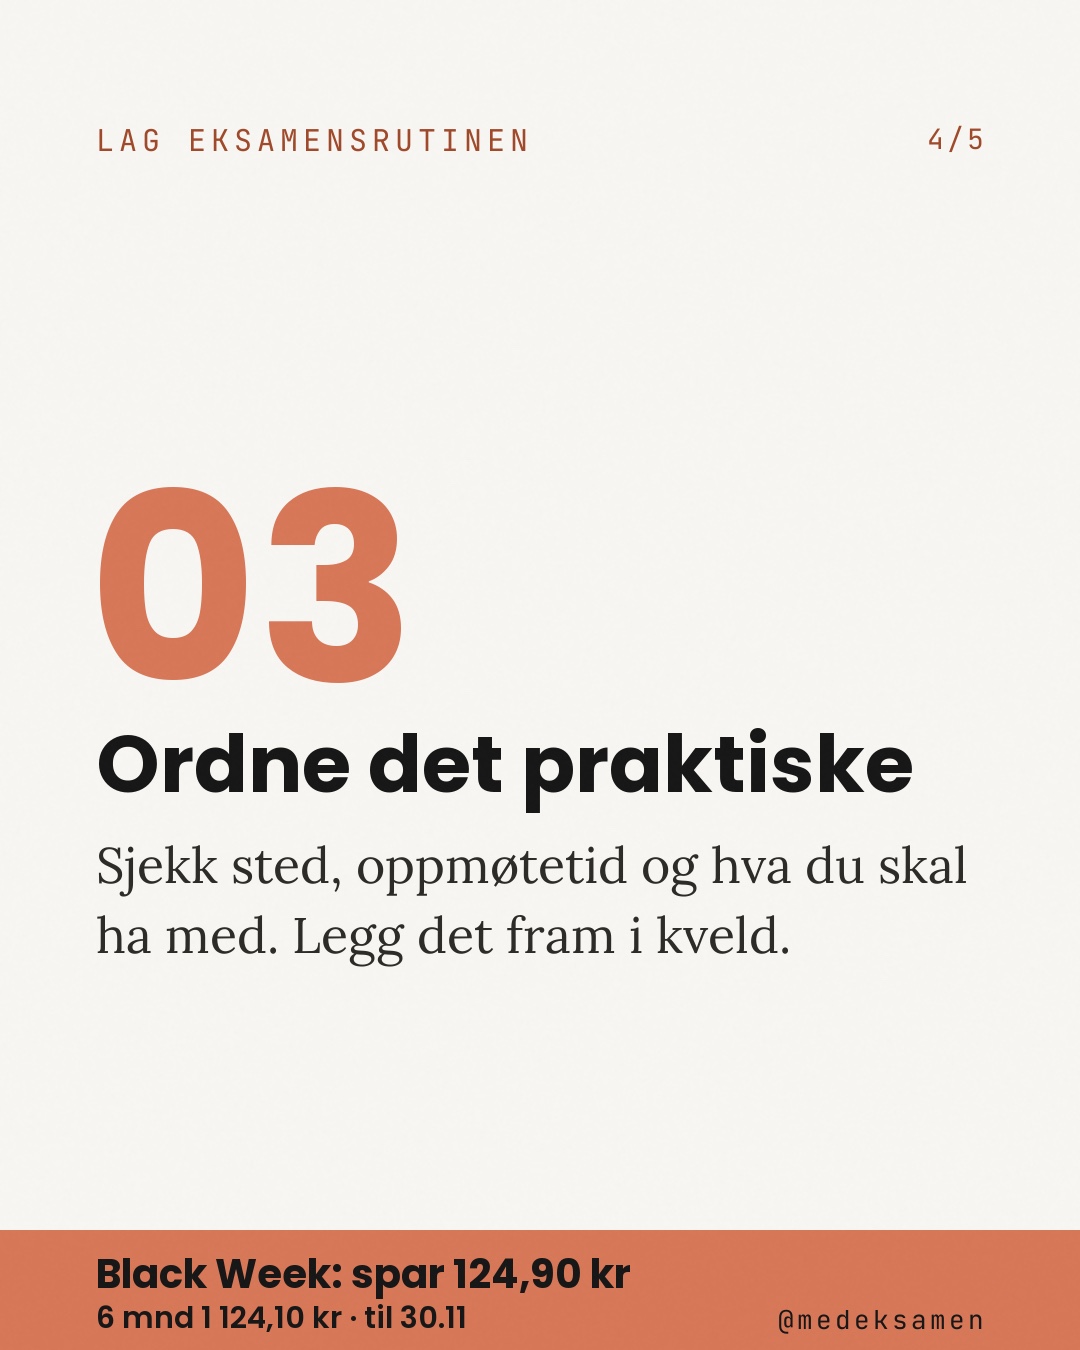 LAG EKSAMENSRUTINEN
4/5
03
Ordne det praktiske
Sjekk sted, oppmøtetid og hva du skal
ha med. Legg det fram i kveld.
Black Week: spar 124,90 kr
6 mnd 1 124,10 kr · til 30.11
@medeksamen